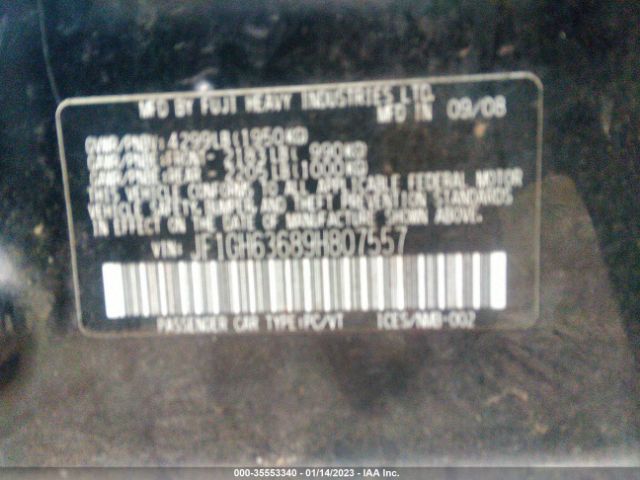 MFD BY FUJI HEAVY INDUSTRIES LTD.
MFD IN 09/08
GVWR/PNBV: 4299LB(1950KG)
GAWR/PNBE: FRONT- 2183LB( 990KG)
GAWR/PNBE: REAR - 2205LB(1000KG)
THIS VEHICLE CONFORMS TO ALL APPLICABLE FEDERAL MOTOR
VEHICLE SAFETY, BUMPER, AND THEFT PREVENTION STANDARDS
IN EFFECT ON THE DATE OF MANUFACTURE SHOWN ABOVE.
VIN: JF1GH63689H807557
PASSENGER CAR TYPE:PC/VT ICES/NMB-002
000-35553340 - 01/14/2023 - IAA Inc.